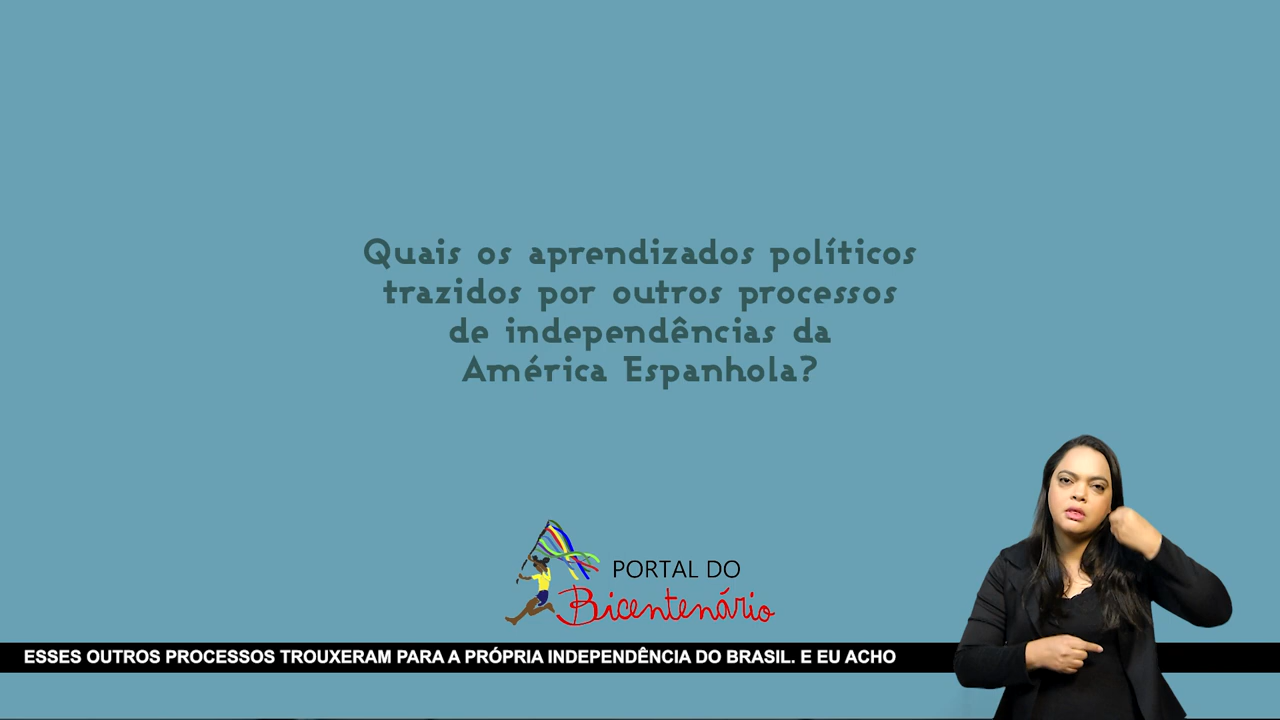 Quais os aprendizados políticos
trazidos por outros processos
de independências da
América Espanhola?
PORTAL DO
Bicentenário
ESSES OUTROS PROCESSOS TROUXERAM PARA A PRÓPRIA INDEPENDÊNCIA DO BRASIL. E EU ACHO